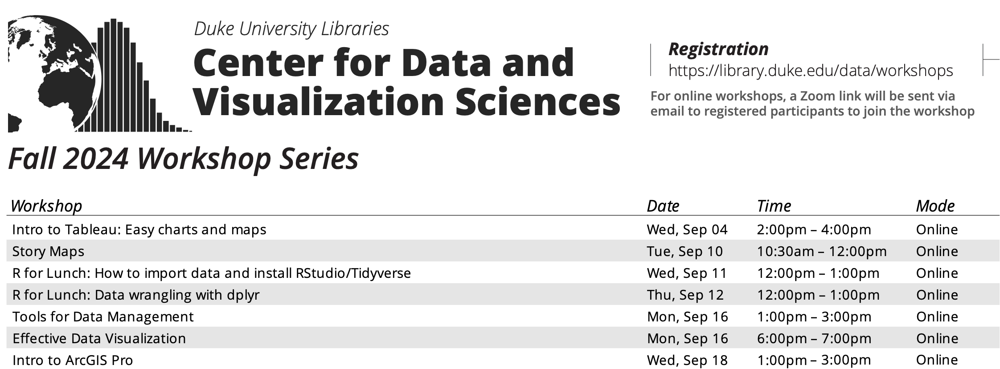 Duke University Libraries
Center for Data and
Visualization Sciences
Registration
https://library.duke.edu/data/workshops
For online workshops, a Zoom link will be sent via
email to registered participants to join the workshop
Fall 2024 Workshop Series
Workshop Date Time Mode
Intro to Tableau: Easy charts and maps Wed, Sep 04 2:00pm – 4:00pm Online
Story Maps Tue, Sep 10 10:30am – 12:00pm Online
R for Lunch: How to import data and install RStudio/Tidyverse Wed, Sep 11 12:00pm – 1:00pm Online
R for Lunch: Data wrangling with dplyr Thu, Sep 12 12:00pm – 1:00pm Online
Tools for Data Management Mon, Sep 16 1:00pm – 3:00pm Online
Effective Data Visualization Mon, Sep 16 6:00pm – 7:00pm Online
Intro to ArcGIS Pro Wed, Sep 18 1:00pm – 3:00pm Online